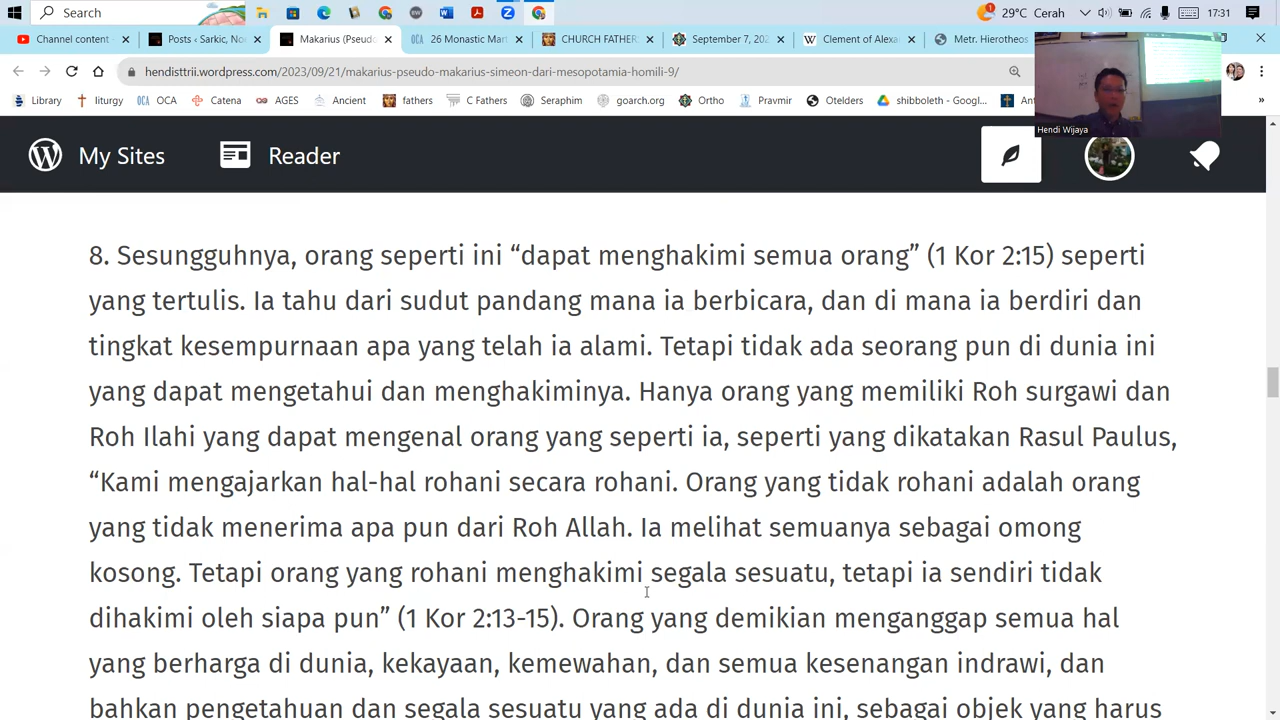 Search
29°C Cerah
17:31
Channel content
Posts ‹ Sarkic, No
Makarius (Pseudo
26 Monastic Mar
CHURCH FATHER
September 7, 202
Clement of Alexa
Metr. Hierotheos
hendisttrii.wordpress.com/2023/09/21/makarius-pseudo-makarius-simeon-dari-mesopotamia-homili-9/
Library
liturgy
OCA
Catena
AGES
Ancient
fathers
C Fathers
Seraphim
goarch.org
Ortho
Pravmir
Otelders
shibboleth - Googl...
Hendi Wijaya
My Sites
Reader
8. Sesungguhnya, orang seperti ini “dapat menghakimi semua orang” (1 Kor 2:15) seperti
yang tertulis. Ia tahu dari sudut pandang mana ia berbicara, dan di mana ia berdiri dan
tingkat kesempurnaan apa yang telah ia alami. Tetapi tidak ada seorang pun di dunia ini
yang dapat mengetahui dan menghakiminya. Hanya orang yang memiliki Roh surgawi dan
Roh Ilahi yang dapat mengenal orang yang seperti ia, seperti yang dikatakan Rasul Paulus,
“Kami mengajarkan hal-hal rohani secara rohani. Orang yang tidak rohani adalah orang
yang tidak menerima apa pun dari Roh Allah. Ia melihat semuanya sebagai omong
kosong. Tetapi orang yang rohani menghakimi segala sesuatu, tetapi ia sendiri tidak
dihakimi oleh siapa pun” (1 Kor 2:13-15). Orang yang demikian menganggap semua hal
yang berharga di dunia, kekayaan, kemewahan, dan semua kesenangan indrawi, dan
bahkan pengetahuan dan segala sesuatu yang ada di dunia ini, sebagai objek yang harus